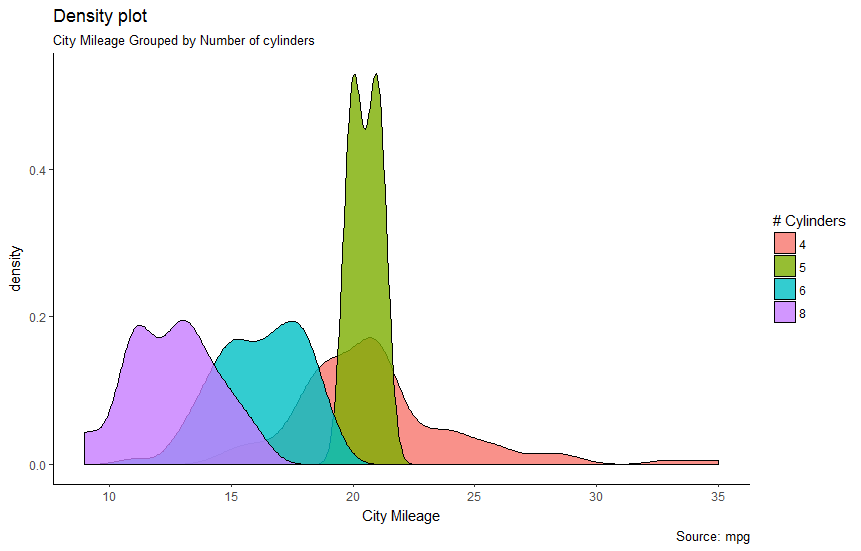 Density plot
City Mileage Grouped by Number of cylinders
density
0.4
0.2
0.0
10 15 20 25 30 35
City Mileage
# Cylinders
4
5
6
8
Source: mpg